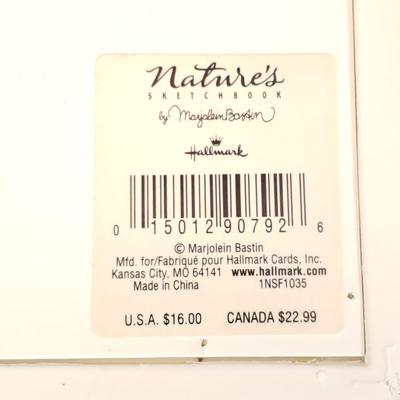 Nature's
SKETCHBOOK
by Marjolein Bastin
Hallmark
0 15012 90792 6
© Marjolein Bastin
Mfd. for/Fabriqué pour Hallmark Cards, Inc.
Kansas City, MO 64141 www.hallmark.com
Made in China 1NSF1035
U.S.A. $16.00 CANADA $22.99